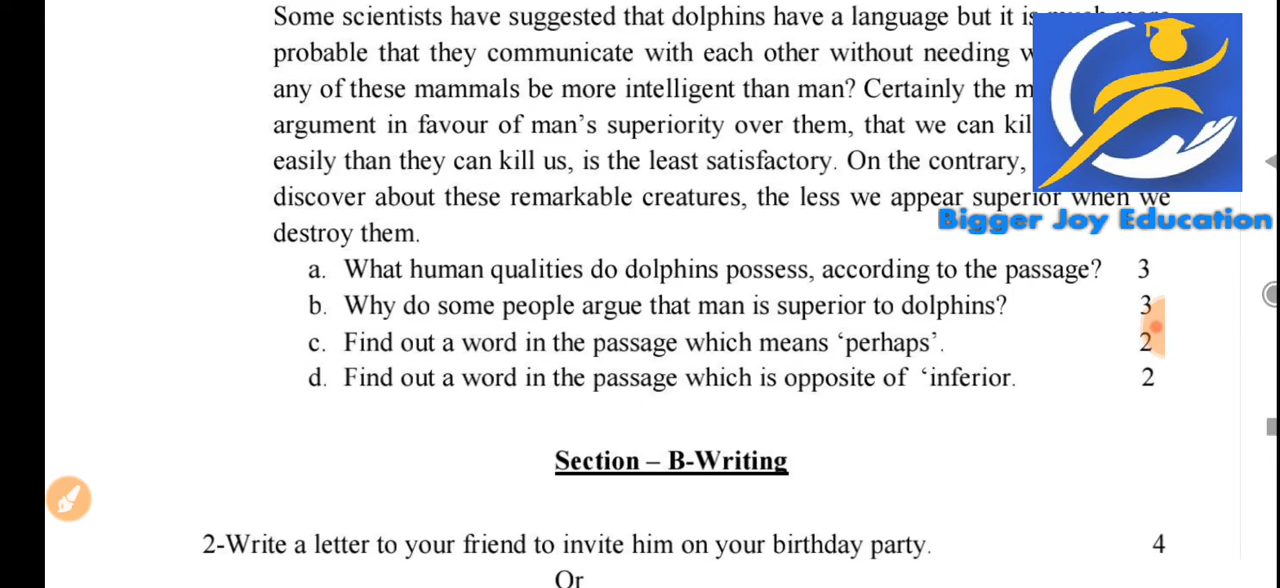 Some scientists have suggested that dolphins have a language but it is much more
probable that they communicate with each other without needing
any of these mammals be more intelligent than man? Certainly the
argument in favour of man's superiority over them, that we can
easily than they can kill us, is the least satisfactory. On the contrary,
discover about these remarkable creatures, the less we appear superior when we
Bigger Joy Education
destroy them.
a. What human qualities do dolphins possess, according to the passage? 3
b. Why do some people argue that man is superior to dolphins? 3
c. Find out a word in the passage which means ‘perhaps’. 2
d. Find out a word in the passage which is opposite of ‘inferior. 2
Section – B-Writing
2-Write a letter to your friend to invite him on your birthday party. 4
Or